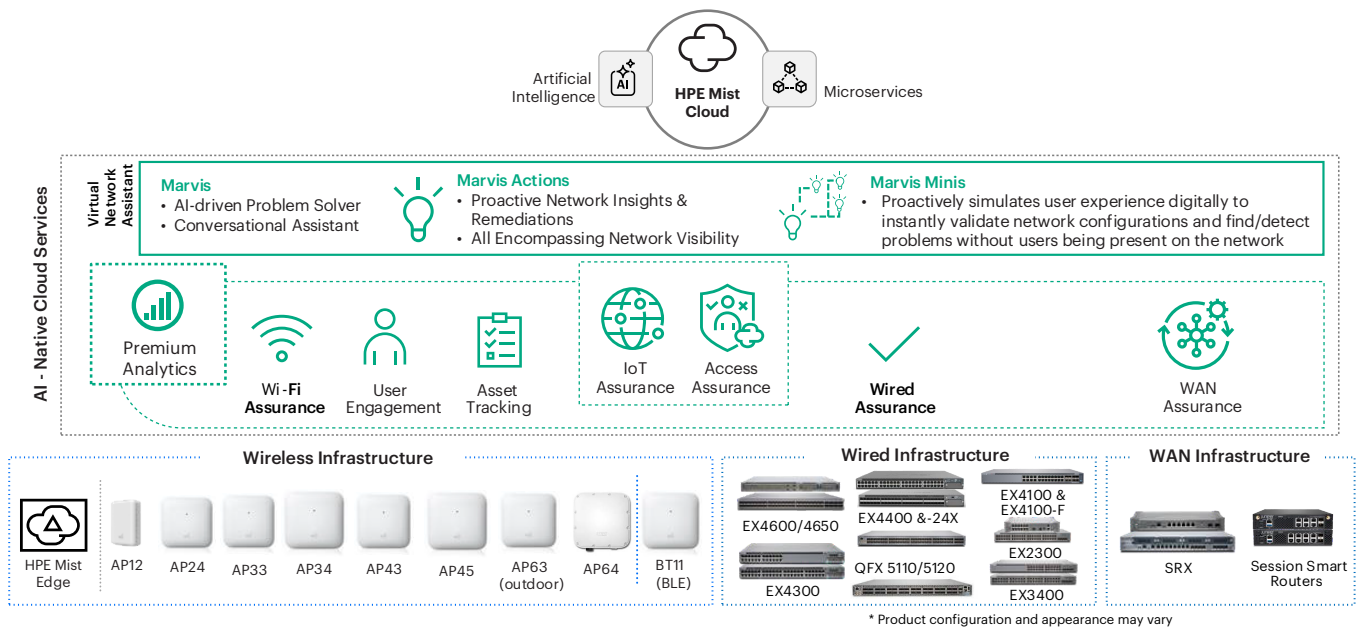 Artificial
Intelligence
AI
HPE Mist
Cloud
Microservices
AI - Native Cloud Services
Virtual
Network
Assistant
Marvis
• AI-driven Problem Solver
• Conversational Assistant
Marvis Actions
• Proactive Network Insights &
Remediations
• All Encompassing Network Visibility
Marvis Minis
• Proactively simulates user experience digitally to
instantly validate network configurations and find/detect
problems without users being present on the network
Premium
Analytics
Wi-Fi
Assurance
User
Engagement
Asset
Tracking
IoT
Assurance
Access
Assurance
Wired
Assurance
WAN
Assurance
Wireless Infrastructure
HPE Mist
Edge
AP12
AP24
AP33
AP34
AP43
AP45
AP63
(outdoor)
AP64
BT11
(BLE)
Wired Infrastructure
EX4600/4650
EX4300
EX4400 &-24X
QFX 5110/5120
EX4100 &
EX4100-F
EX2300
EX3400
WAN Infrastructure
SRX
Session Smart
Routers
* Product configuration and appearance may vary